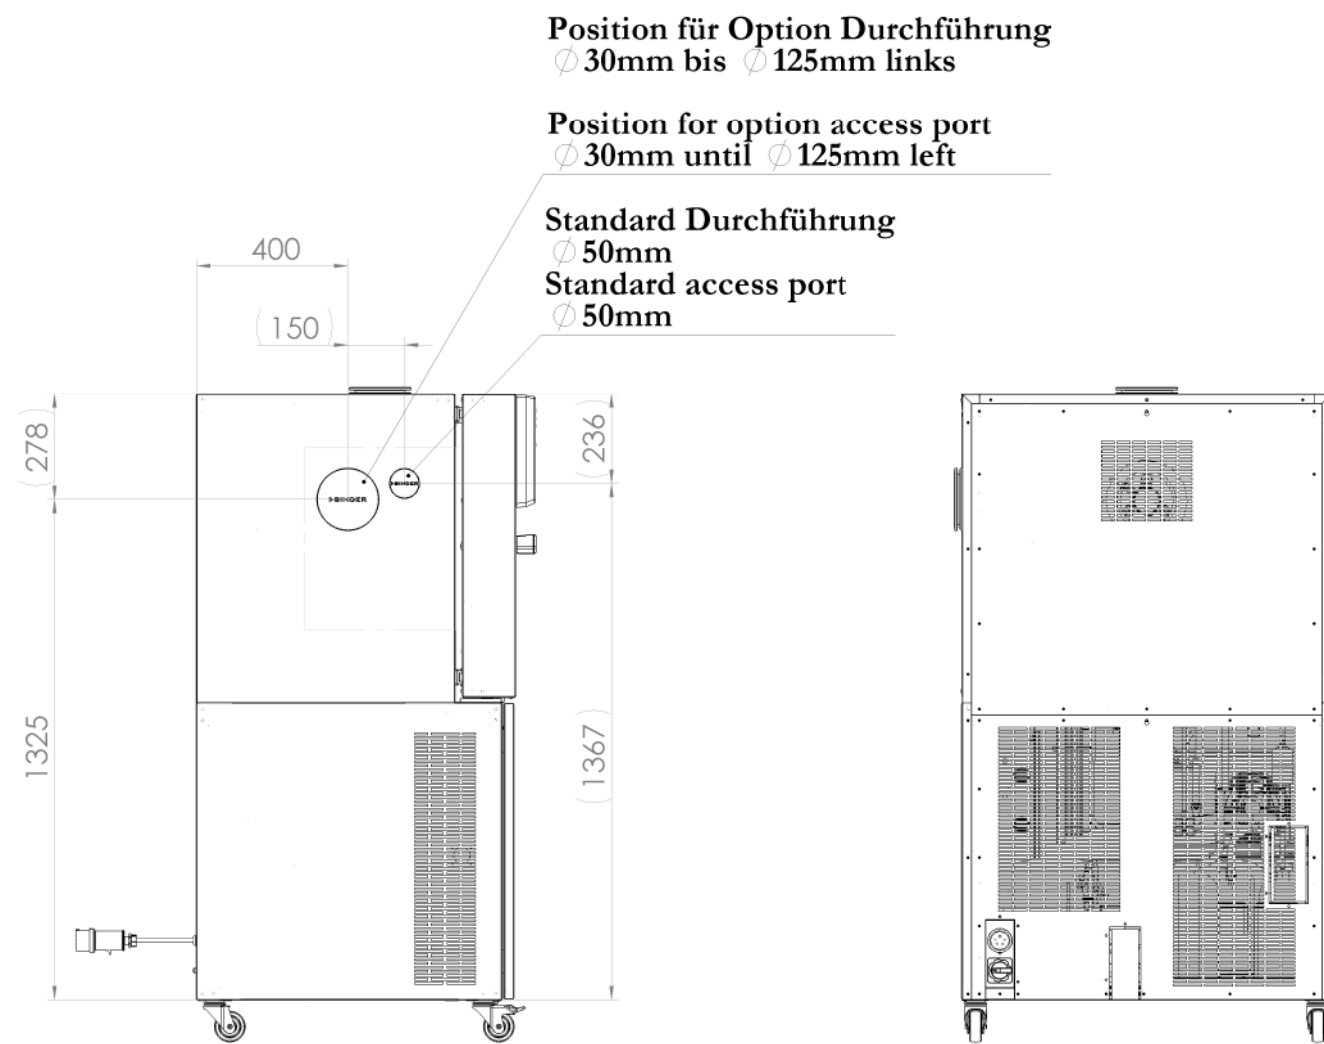 Position für Option Durchführung
∅ 30mm bis ∅ 125mm links
Position for option access port
∅ 30mm until ∅ 125mm left
Standard Durchführung
∅ 50mm
Standard access port
∅ 50mm
400
(150)
(278)
(236)
BINDER
BINDER
1325
(1367)